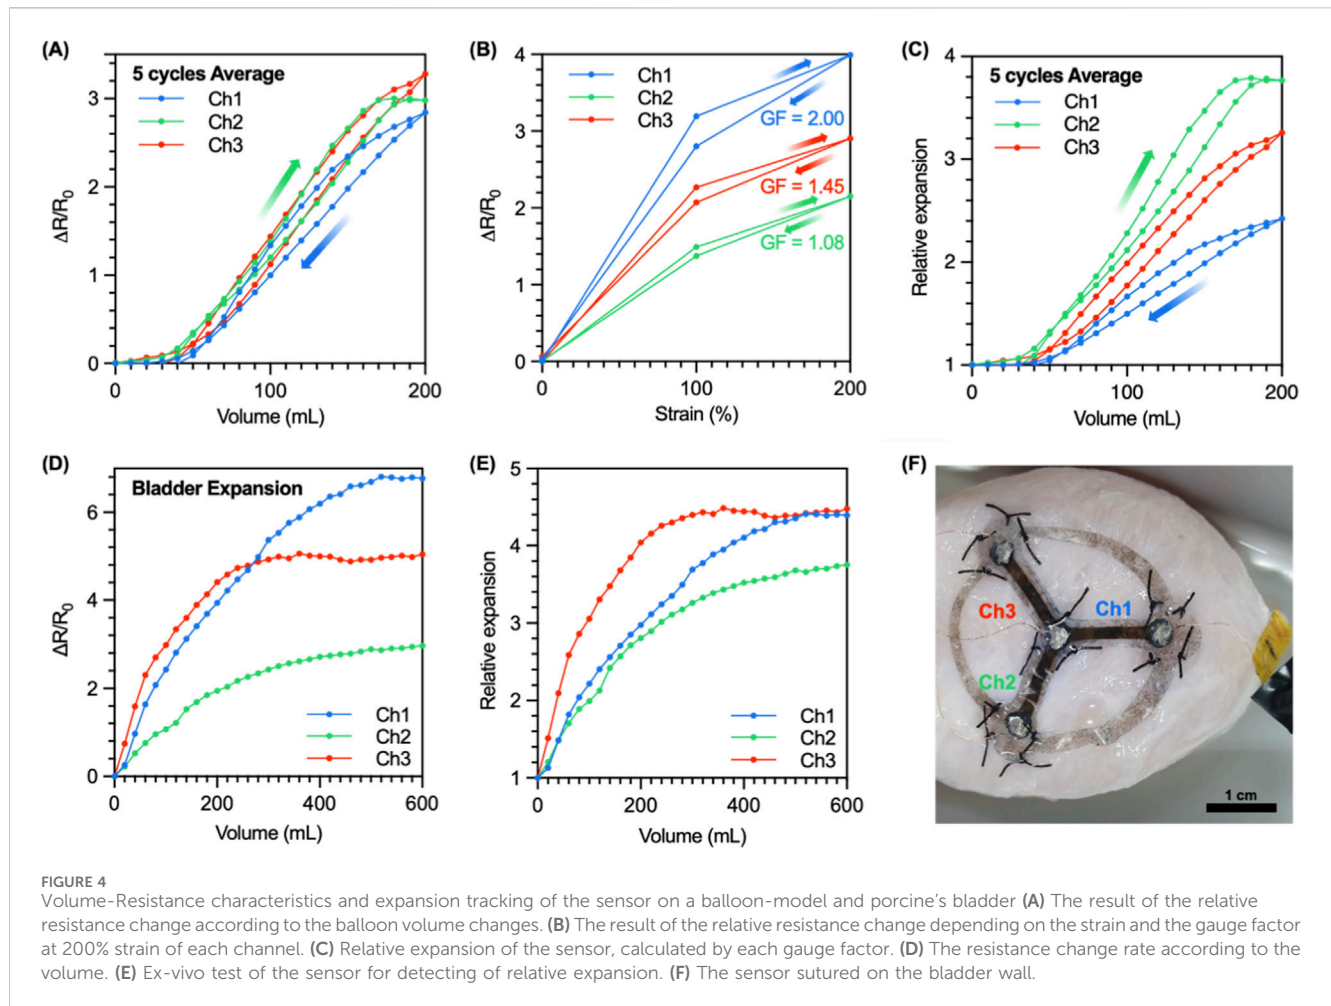 (A)
5 cycles Average
Ch1
Ch2
Ch3
ΔR/R0
3
2
1
0
0
100
200
Volume (mL)
(B)
Ch1
Ch2
Ch3
GF = 2.00
GF = 1.45
GF = 1.08
ΔR/R0
4
3
2
1
0
0
100
200
Strain (%)
(C)
5 cycles Average
Ch1
Ch2
Ch3
Relative expansion
4
3
2
1
0
100
200
Volume (mL)
(D)
Bladder Expansion
Ch1
Ch2
Ch3
ΔR/R0
6
4
2
0
0
200
400
600
Volume (mL)
(E)
Ch1
Ch2
Ch3
Relative expansion
5
4
3
2
1
0
200
400
600
Volume (mL)
(F)
Ch3
Ch1
Ch2
1 cm
FIGURE 4
Volume-Resistance characteristics and expansion tracking of the sensor on a balloon-model and porcine's bladder (A) The result of the relative
resistance change according to the balloon volume changes. (B) The result of the relative resistance change depending on the strain and the gauge factor
at 200% strain of each channel. (C) Relative expansion of the sensor, calculated by each gauge factor. (D) The resistance change rate according to the
volume. (E) Ex-vivo test of the sensor for detecting of relative expansion. (F) The sensor sutured on the bladder wall.